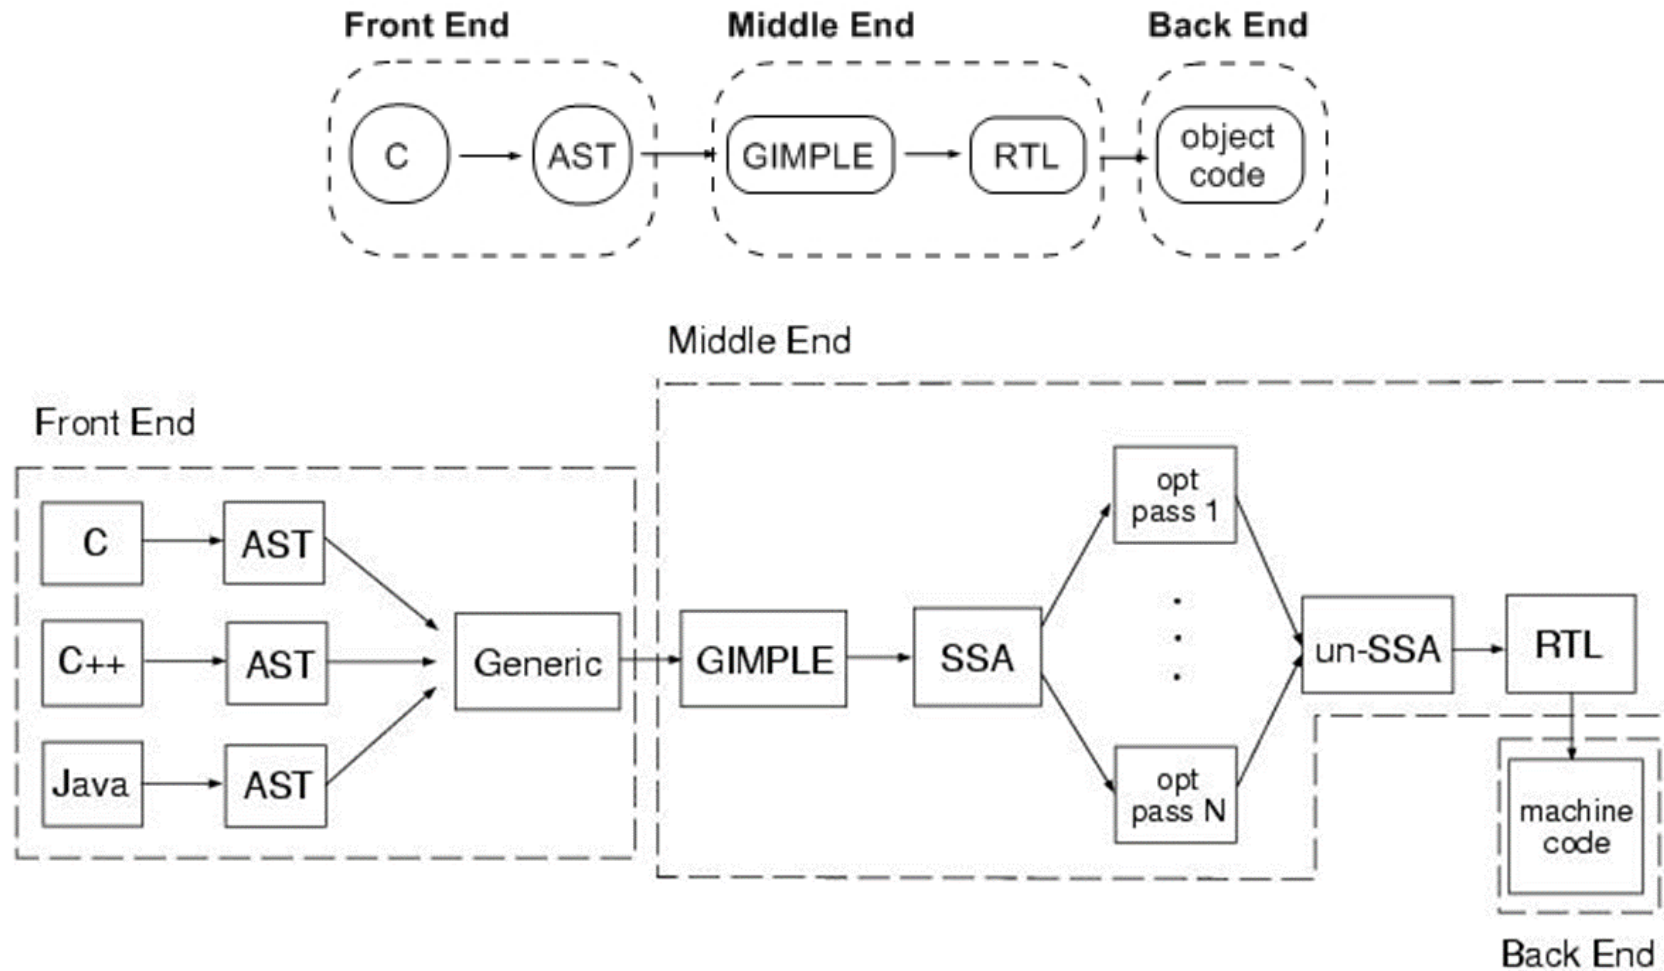 Front End
Middle End
Back End
C
AST
GIMPLE
RTL
object
code
Middle End
Front End
C
AST
C++
AST
Java
AST
Generic
GIMPLE
SSA
opt
pass 1
opt
pass N
un-SSA
RTL
machine
code
Back End